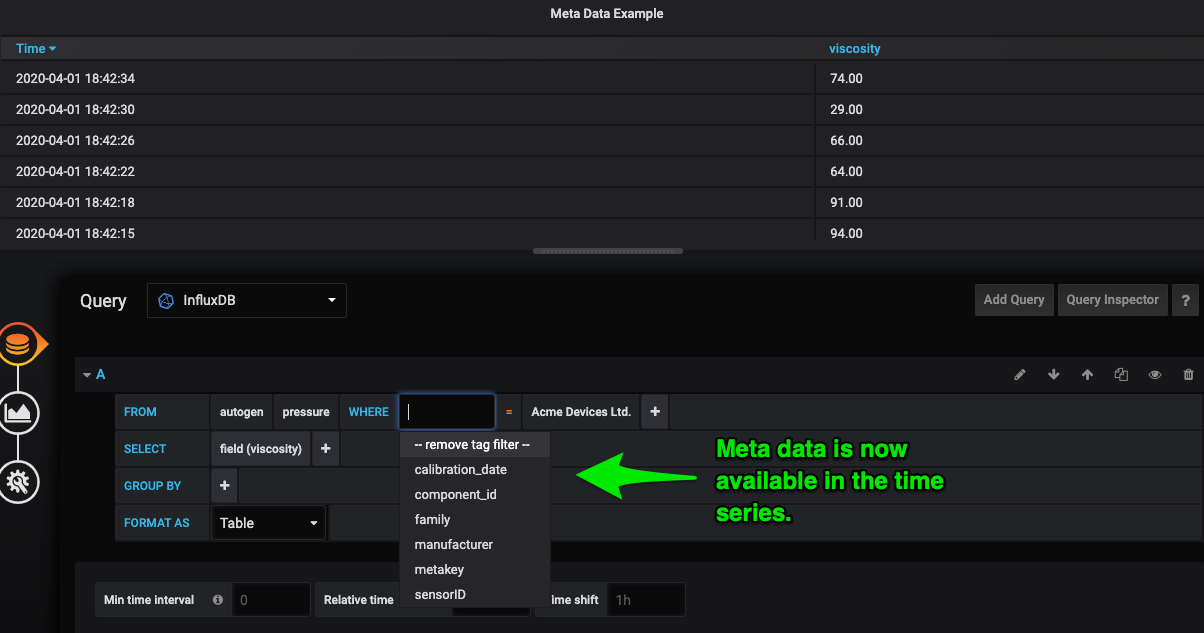 Meta Data Example
Time viscosity
2020-04-01 18:42:34 74.00
2020-04-01 18:42:30 29.00
2020-04-01 18:42:26 66.00
2020-04-01 18:42:22 64.00
2020-04-01 18:42:18 91.00
2020-04-01 18:42:15 94.00
Query InfluxDB Add Query Query Inspector ?
A
FROM autogen pressure WHERE = Acme Devices Ltd. +
SELECT field (viscosity) +
GROUP BY +
FORMAT AS Table
-- remove tag filter --
calibration_date
component_id
family
manufacturer
metakey
sensorID
Meta data is now
available in the time
series.
Min time interval 0 Relative time ime shift 1h